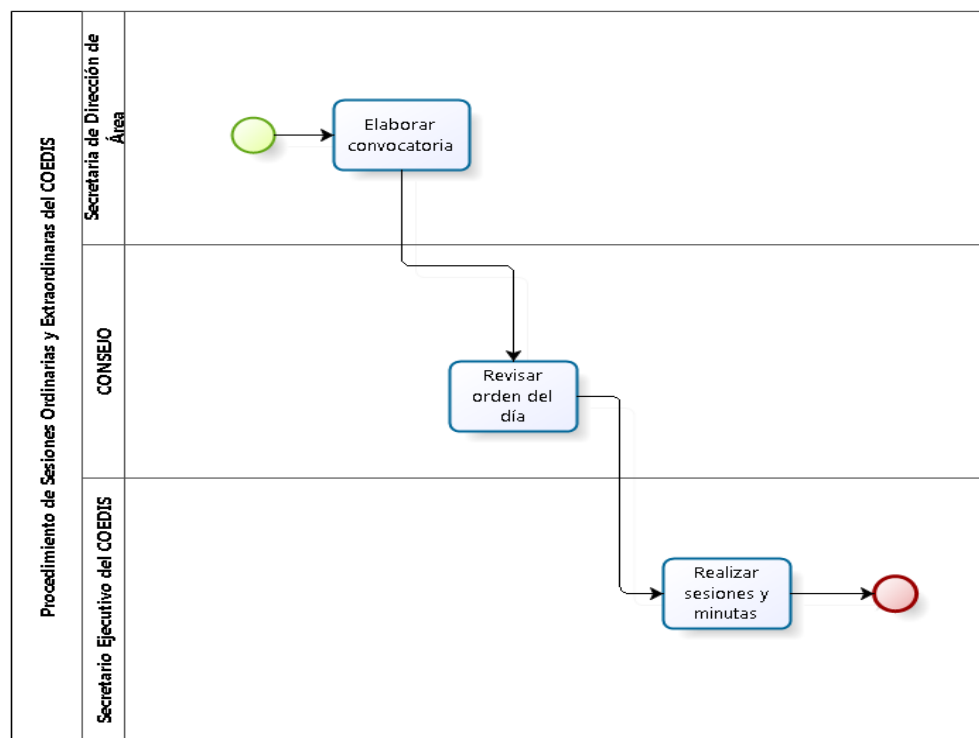 Procedimiento de Sesiones Ordinarias y Extraordinaras del COEDIS
Secretaria de Dirección de
Área
Elaborar
convocatoria
CONSEJO
Revisar
orden del
día
Secretario Ejecutivo del COEDIS
Realizar
sesiones y
minutas